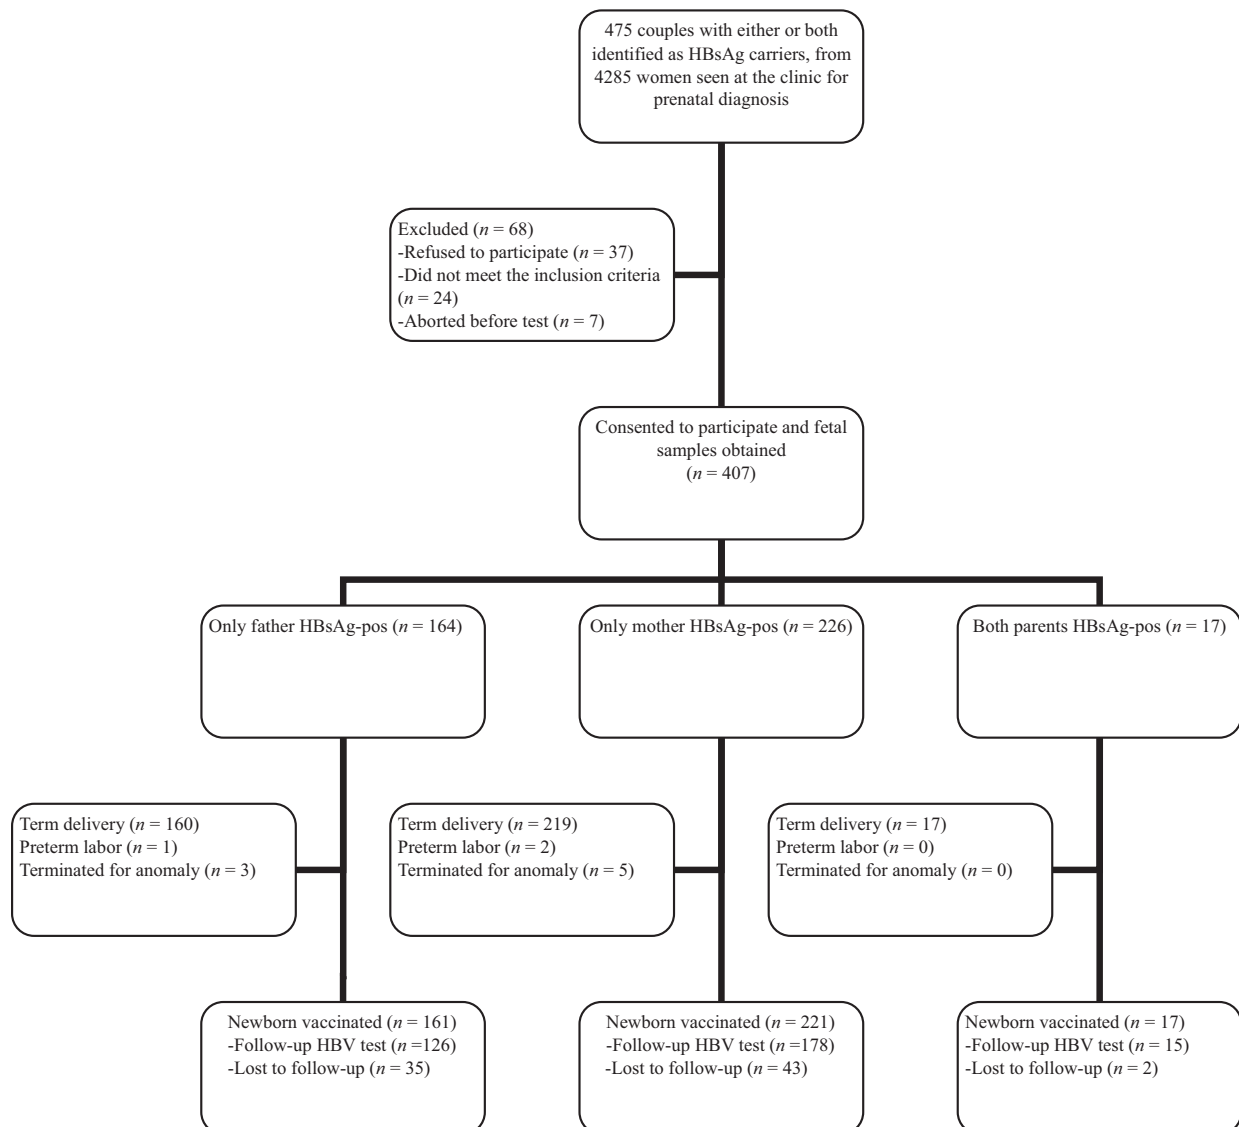 475 couples with either or both
identified as HBsAg carriers, from
4285 women seen at the clinic for
prenatal diagnosis
Excluded (n = 68)
-Refused to participate (n = 37)
-Did not meet the inclusion criteria
(n = 24)
-Aborted before test (n = 7)
Consented to participate and fetal
samples obtained
(n = 407)
Only father HBsAg-pos (n = 164)
Only mother HBsAg-pos (n = 226)
Both parents HBsAg-pos (n = 17)
Term delivery (n = 160)
Preterm labor (n = 1)
Terminated for anomaly (n = 3)
Term delivery (n = 219)
Preterm labor (n = 2)
Terminated for anomaly (n = 5)
Term delivery (n = 17)
Preterm labor (n = 0)
Terminated for anomaly (n = 0)
Newborn vaccinated (n = 161)
-Follow-up HBV test (n =126)
-Lost to follow-up (n = 35)
Newborn vaccinated (n = 221)
-Follow-up HBV test (n =178)
-Lost to follow-up (n = 43)
Newborn vaccinated (n = 17)
-Follow-up HBV test (n = 15)
-Lost to follow-up (n = 2)